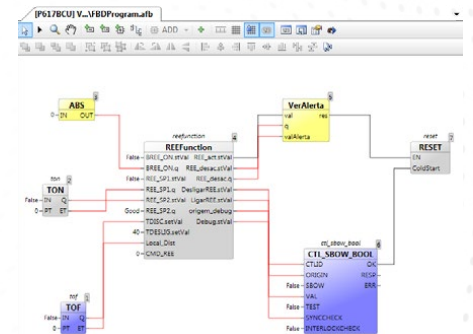 [P617BCU] V...\FBDProgram.afb
ADD
ABS
0 IN OUT
VerAlerta
val res
q
valAlerta
reset
RESET
EN
ColdStart
reefunction
4
REEFunction
False BREE_ON.stVal REE_act.stVal
BREE_ON.q REE_desac.stVal
False REE_SP1.stVal REE_desac.q
REE_SP1.q DesligarREE.stVal
REE_SP2.stVal LigarREE.stVal
Good REE_SP2.q origem_debug
TDISC.setVal Debug.stVal
40 TDESLIG.setVal
Local_Dist
0 CMD_REE
ton
TON
False IN Q
0 PT ET
tof
1
TOF
False IN Q
0 PT ET
ctl_sbow_bool
6
CTL_SBOW_BOOL
CTLID OK
ORIGIN RESP
False SBOW ERR
VAL
False TEST
SYNCCHECK
False INTERLOCKCHECK